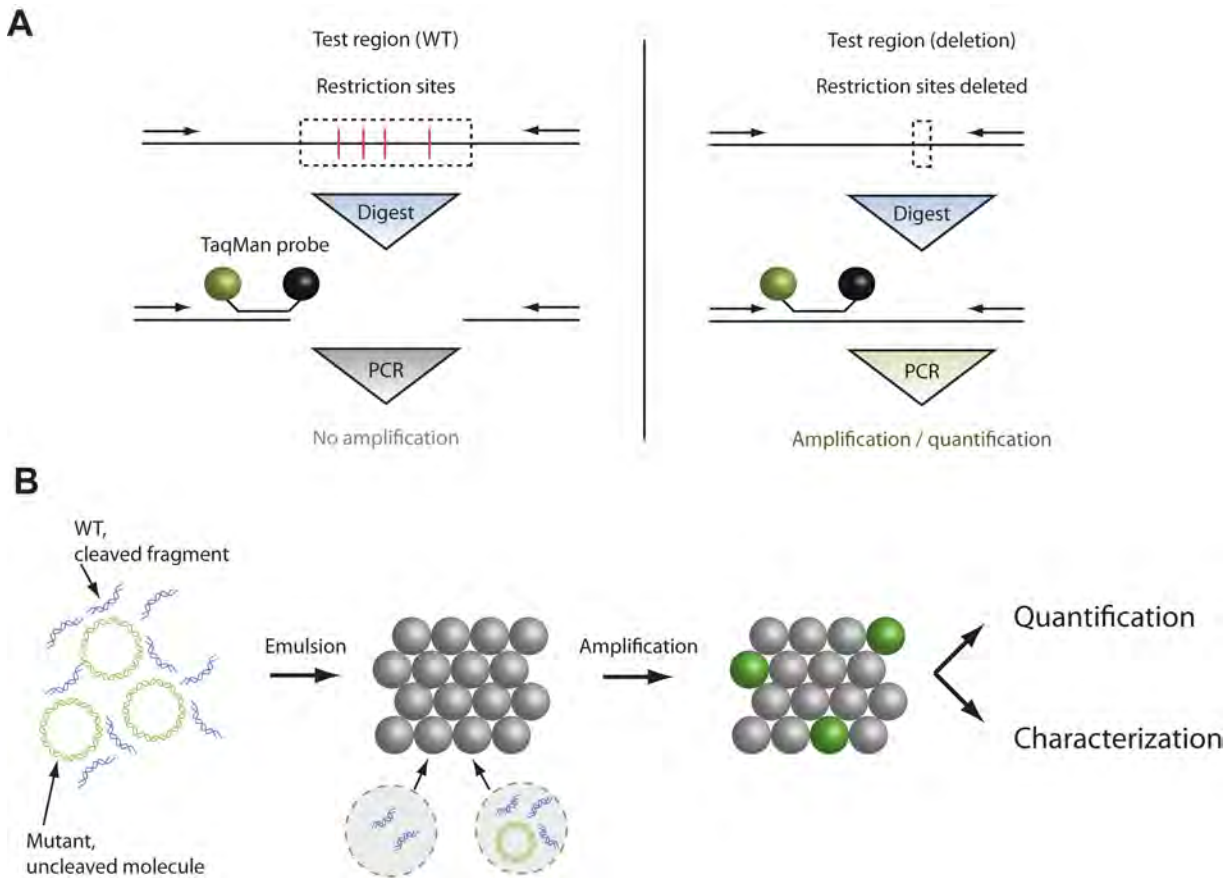 A
Test region (WT)
Restriction sites
Digest
TaqMan probe
PCR
No amplification
Test region (deletion)
Restriction sites deleted
Digest
PCR
Amplification / quantification
B
WT,
cleaved fragment
Mutant,
uncleaved molecule
Emulsion
Amplification
Quantification
Characterization